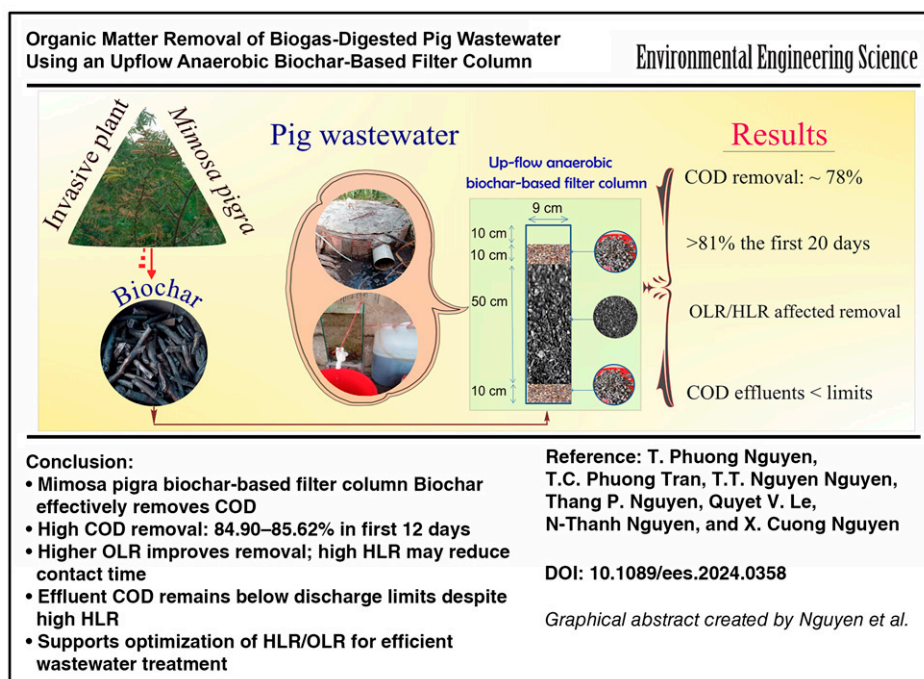 Organic Matter Removal of Biogas-Digested Pig Wastewater
Using an Upflow Anaerobic Biochar-Based Filter Column
Environmental Engineering Science
Invasive plant
Mimosa pigra
Biochar
Pig wastewater
Up-flow anaerobic
biochar-based filter column
9 cm
10 cm
10 cm
50 cm
10 cm
Results
COD removal: ~ 78%
>81% the first 20 days
OLR/HLR affected removal
COD effluents < limits
Conclusion:
• Mimosa pigra biochar-based filter column Biochar
effectively removes COD
• High COD removal: 84.90–85.62% in first 12 days
• Higher OLR improves removal; high HLR may reduce
contact time
• Effluent COD remains below discharge limits despite
high HLR
• Supports optimization of HLR/OLR for efficient
wastewater treatment
Reference: T. Phuong Nguyen,
T.C. Phuong Tran, T.T. Nguyen Nguyen,
Thang P. Nguyen, Quyet V. Le,
N-Thanh Nguyen, and X. Cuong Nguyen
DOI: 10.1089/ees.2024.0358
Graphical abstract created by Nguyen et al.